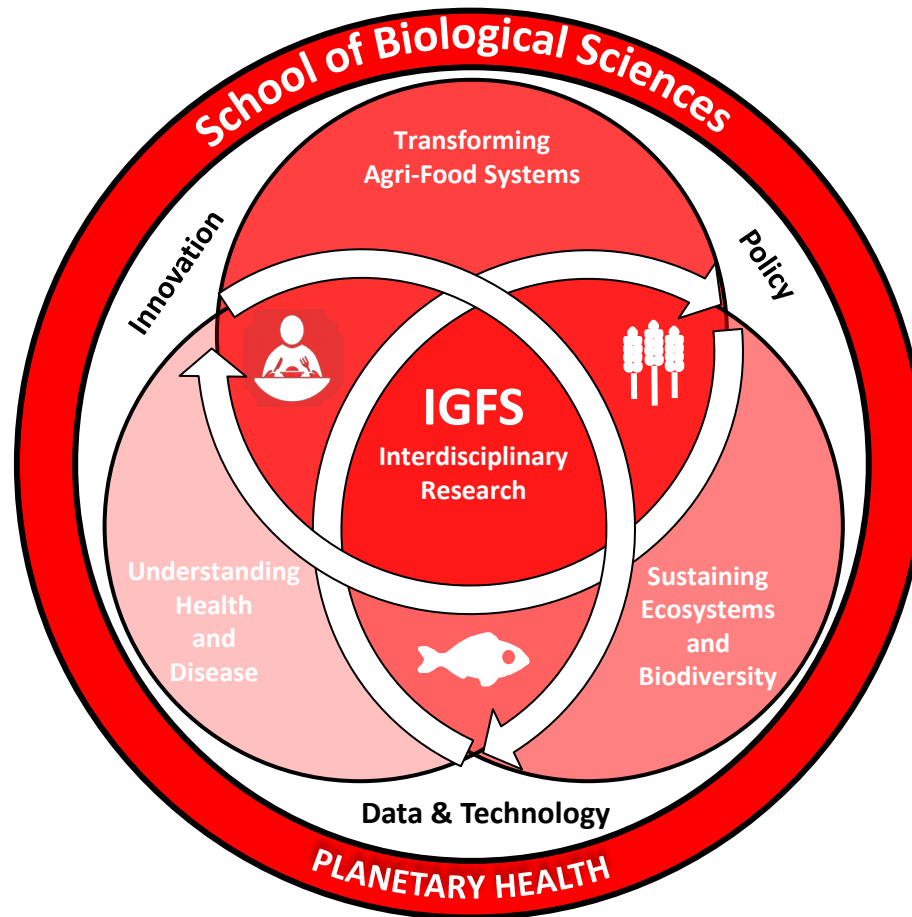 School of Biological Sciences
Transforming
Agri-Food Systems
Innovation
Policy
IGFS
Interdisciplinary
Research
Understanding
Health
and
Disease
Sustaining
Ecosystems
and
Biodiversity
Data & Technology
PLANETARY HEALTH